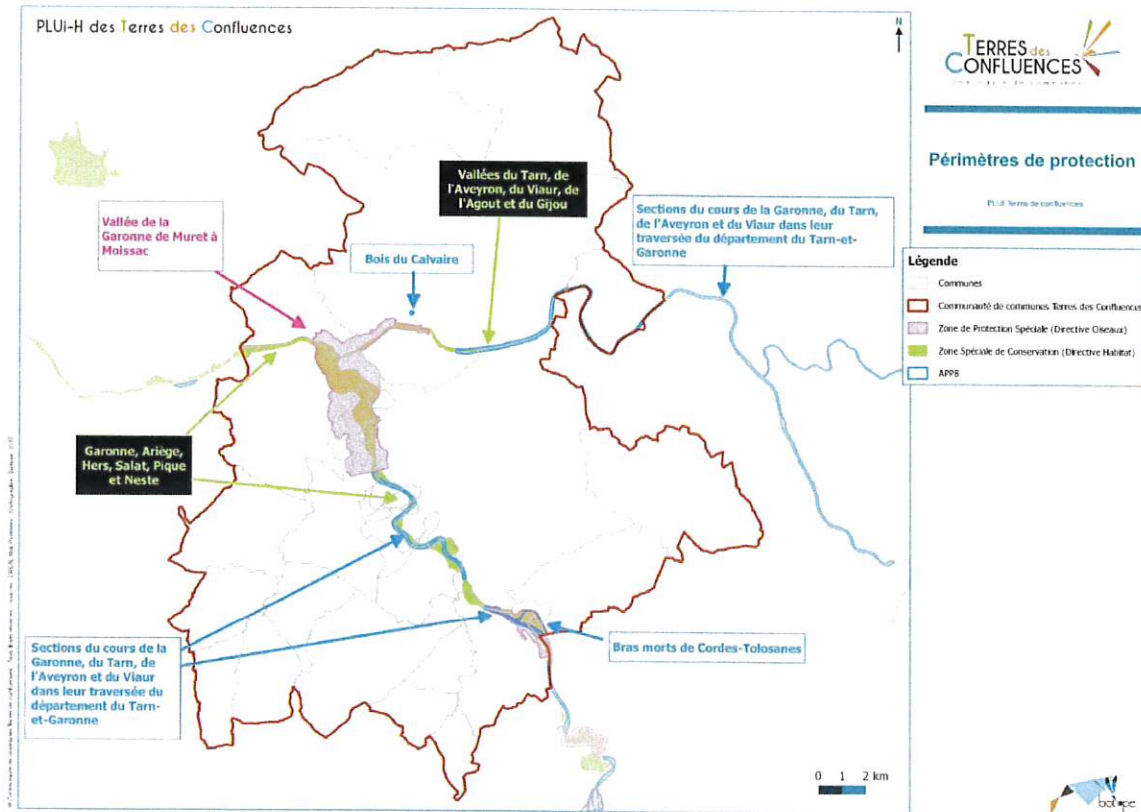 PLUi-H des Terres des Confluences
N
TERRES des
CONFLUENCES
Périmètres de protection
PLUi Terres de confluences
Vallées du Tarn, de
l'Aveyron, du Viaur, de
l'Agout et du Gijou
Vallée de la
Garonne de Muret à
Moissac
Bois du Calvaire
Sections du cours de la Garonne, du Tarn,
de l'Aveyron et du Viaur dans leur
traversée du département du Tarn-et-
Garonne
Légende
Communes
Communauté de communes Terres des Confluences
Zone de Protection Spéciale (Directive Oiseaux)
Zone Spéciale de Conservation (Directive Habitat)
APPB
Garonne, Ariège,
Hers, Salat, Pique
et Neste
Sections du cours de la
Garonne, du Tarn, de
l'Aveyron et du Viaur
dans leur traversée du
département du Tarn-
et-Garonne
Bras morts de Cordes-Tolosanes
0 1 2 km